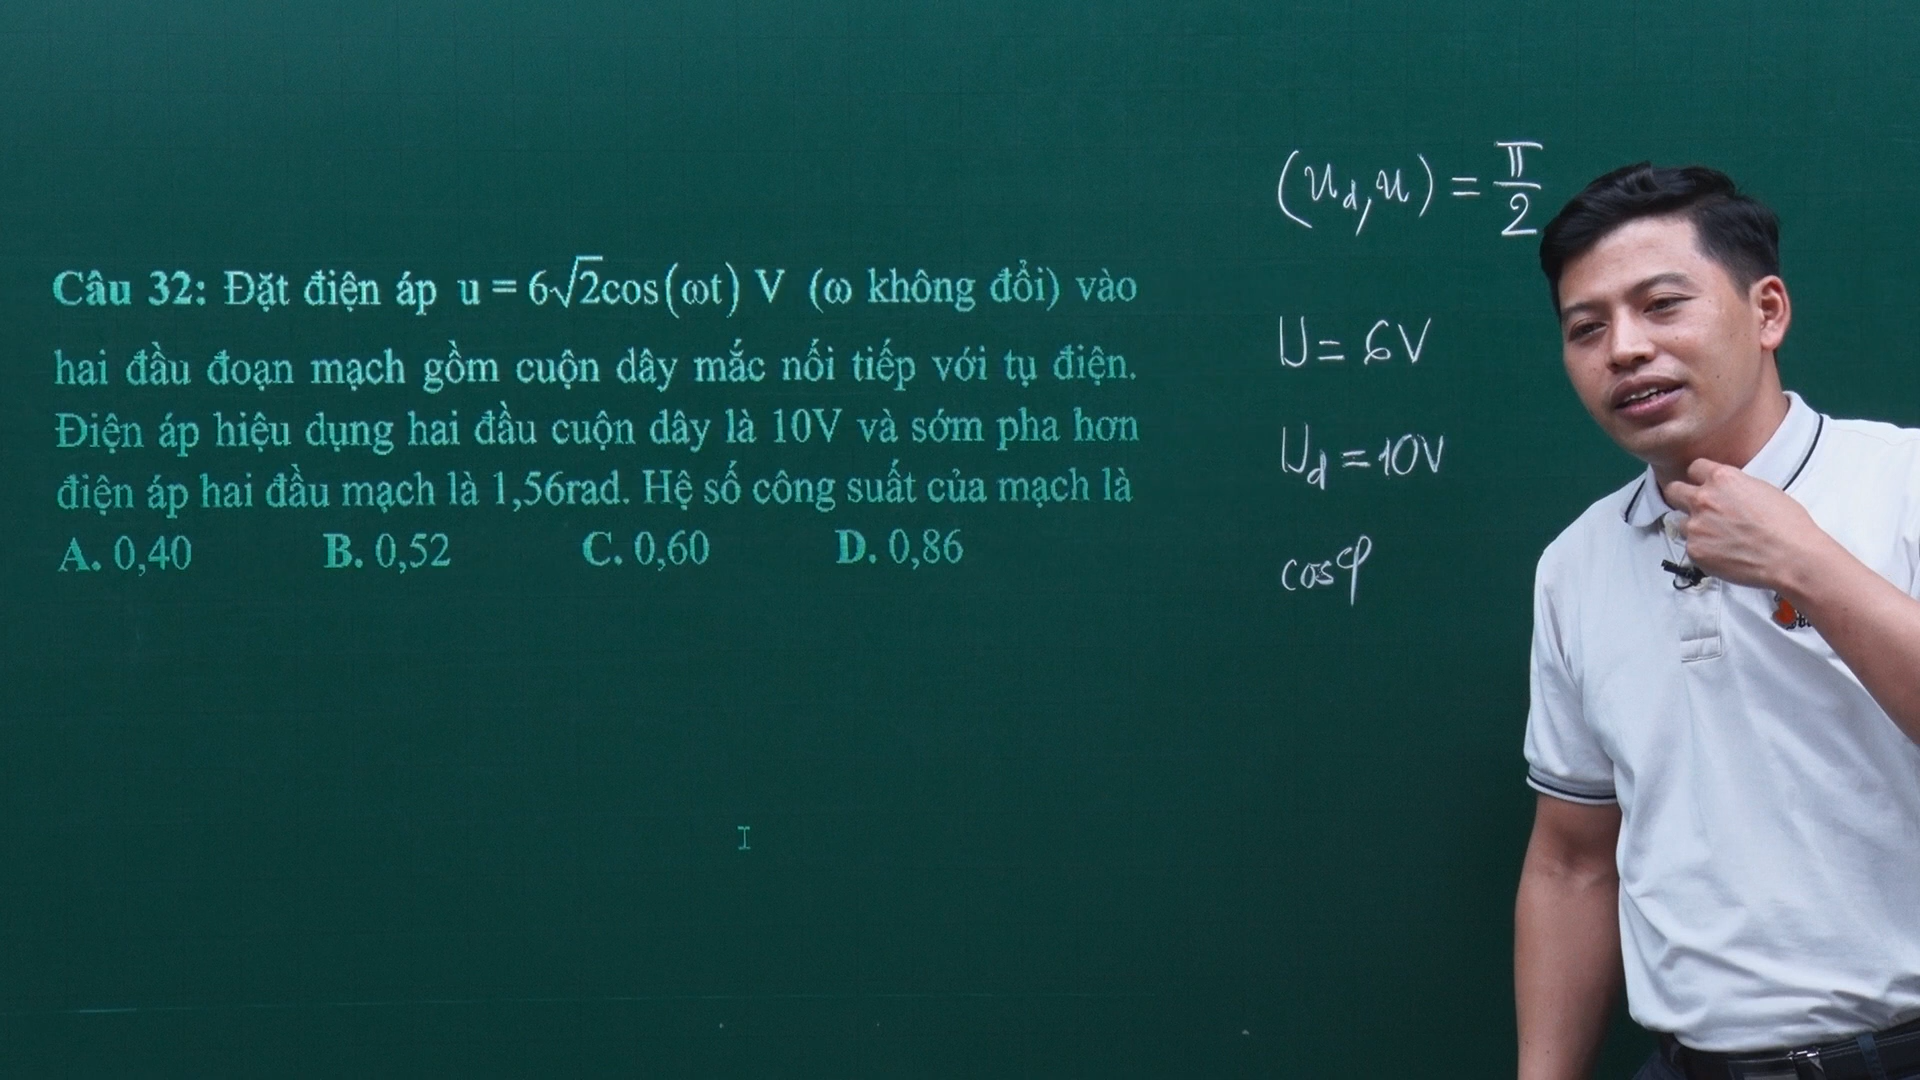 Câu 32: Đặt điện áp u = 6√2cos(ωt) V (ω không đổi) vào
hai đầu đoạn mạch gồm cuộn dây mắc nối tiếp với tụ điện.
Điện áp hiệu dụng hai đầu cuộn dây là 10V và sớm pha hơn
điện áp hai đầu mạch là 1,56rad. Hệ số công suất của mạch là
A. 0,40 B. 0,52 C. 0,60 D. 0,86
(u_d, u) = π/2
U = 6V
U_d = 10V
cosφ